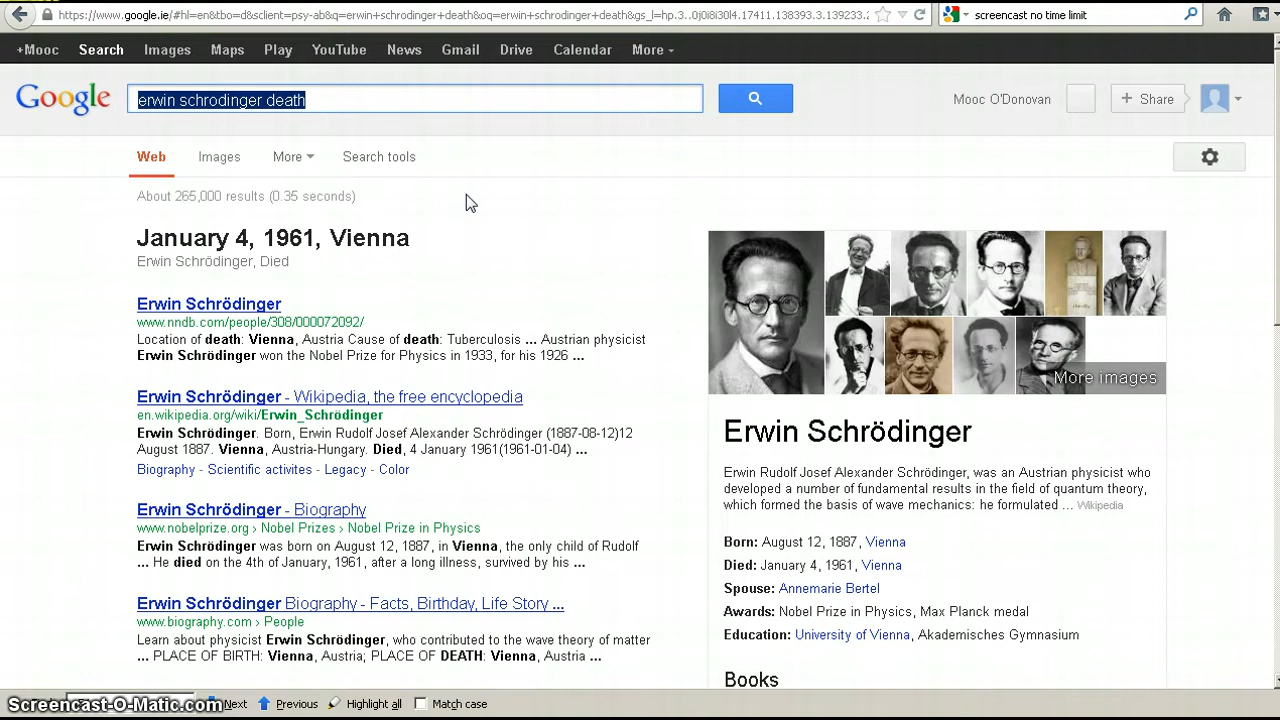 https://www.google.ie/#hl=en&tbo=d&sclient=psy-ab&q=erwin+schrodinger+death&oq=erwin+schrodinger+death&gs_l=hp.3..0j0i8i30l4.17411.138393.3.139233.
screencast no time limit
+Mooc Search Images Maps Play YouTube News Gmail Drive Calendar More
Google
erwin schrodinger death
Mooc O'Donovan
+ Share
Web Images More Search tools
About 265,000 results (0.35 seconds)
January 4, 1961, Vienna
Erwin Schrödinger, Died
Erwin Schrödinger
www.nndb.com/people/308/000072092/
Location of death: Vienna, Austria Cause of death: Tuberculosis ... Austrian physicist
Erwin Schrödinger won the Nobel Prize for Physics in 1933, for his 1926 ...
Erwin Schrödinger - Wikipedia, the free encyclopedia
en.wikipedia.org/wiki/Erwin_Schrödinger
Erwin Schrödinger. Born, Erwin Rudolf Josef Alexander Schrödinger (1887-08-12)12
August 1887. Vienna, Austria-Hungary. Died, 4 January 1961(1961-01-04) ...
Biography - Scientific activites - Legacy - Color
Erwin Schrödinger - Biography
www.nobelprize.org › Nobel Prizes › Nobel Prize in Physics
Erwin Schrödinger was born on August 12, 1887, in Vienna, the only child of Rudolf
... He died on the 4th of January, 1961, after a long illness, survived by his ...
Erwin Schrödinger Biography - Facts, Birthday, Life Story ...
www.biography.com › People
Learn about physicist Erwin Schrödinger, who contributed to the wave theory of matter
... PLACE OF BIRTH: Vienna, Austria; PLACE OF DEATH: Vienna, Austria ...
More images
Erwin Schrödinger
Erwin Rudolf Josef Alexander Schrödinger, was an Austrian physicist who
developed a number of fundamental results in the field of quantum theory,
which formed the basis of wave mechanics: he formulated ... Wikipedia
Born: August 12, 1887, Vienna
Died: January 4, 1961, Vienna
Spouse: Annemarie Bertel
Awards: Nobel Prize in Physics, Max Planck medal
Education: University of Vienna, Akademisches Gymnasium
Books
Screencast-O-Matic.com
Next Previous Highlight all Match case